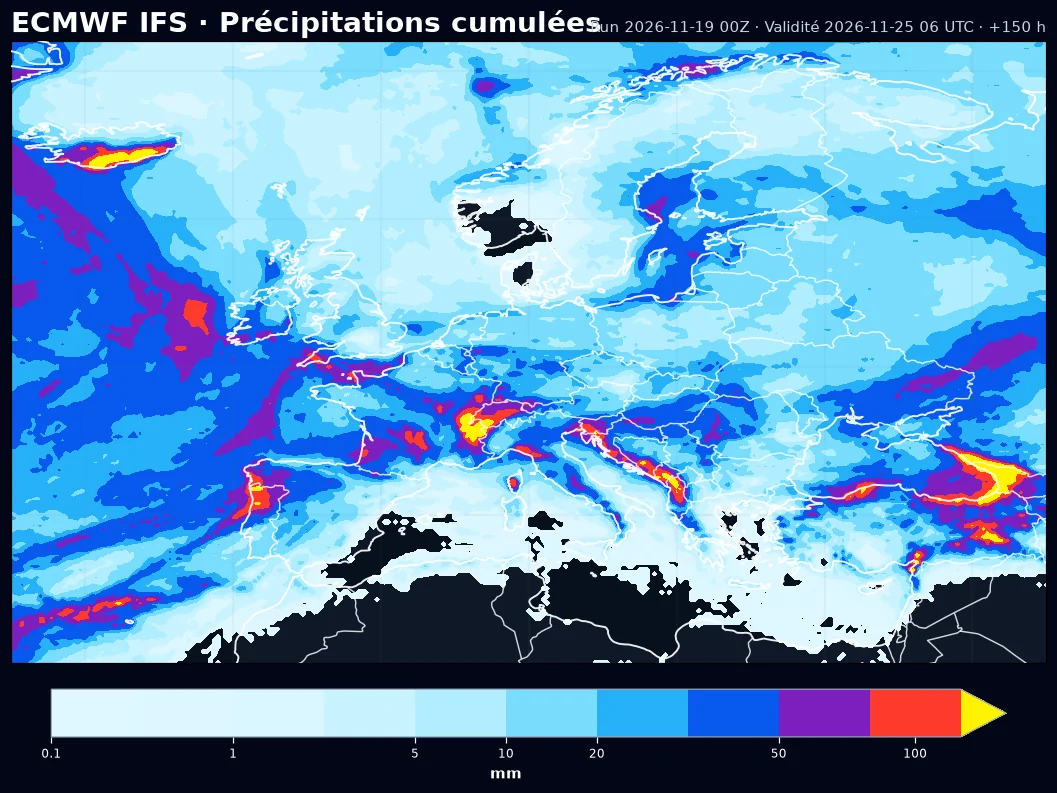 ECMWF IFS · Précipitations cumulées
Run 2026-11-19 00Z · Validité 2026-11-25 06 UTC · +150 h
0.1 1 5 10 20 50 100
mm